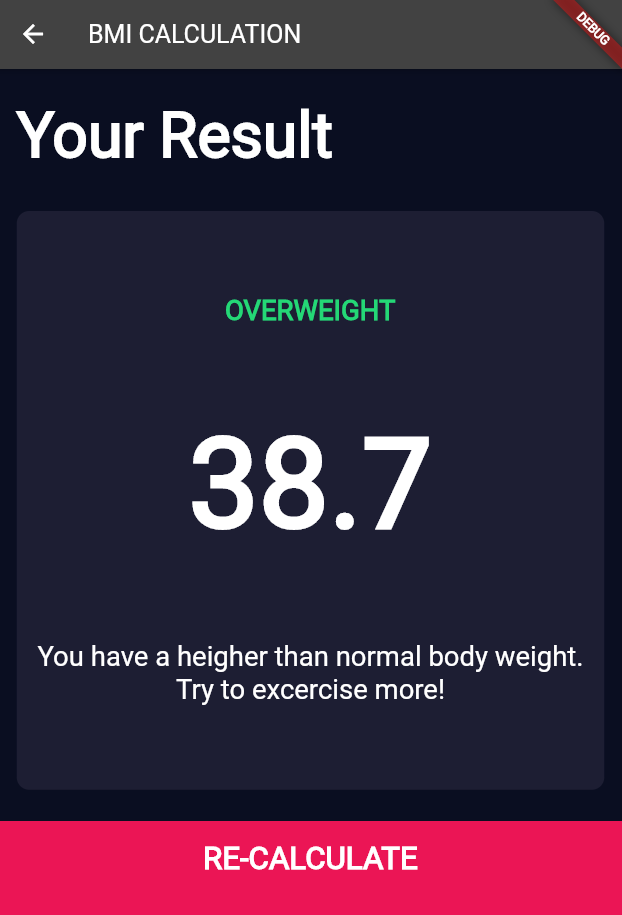 BMI CALCULATION
DEBUG
Your Result
OVERWEIGHT
38.7
You have a heigher than normal body weight.
Try to excercise more!
RE-CALCULATE